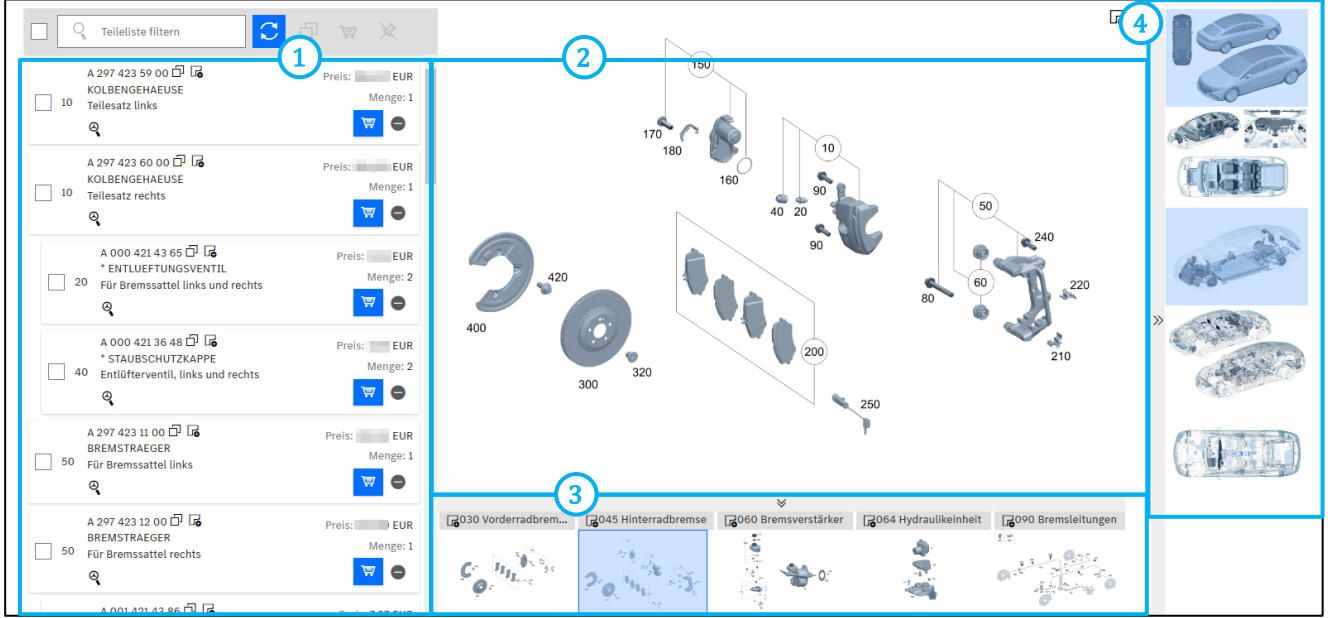 Teileliste filtern
1
A 297 423 59 00
KOLBENGEHAEUSE
Teilesatz links
10
Preis: EUR
Menge: 1
A 297 423 60 00
KOLBENGEHAEUSE
Teilesatz rechts
10
Preis: EUR
Menge: 1
A 000 421 43 65
* ENTLUEFTUNGSVENTIL
Für Bremssattel links und rechts
20
Preis: EUR
Menge: 2
A 000 421 36 48
* STAUBSCHUTZKAPPE
Entlüfterventil, links und rechts
40
Preis: EUR
Menge: 2
A 297 423 11 00
BREMSTRAEGER
Für Bremssattel links
50
Preis: EUR
Menge: 1
A 297 423 12 00
BREMSTRAEGER
Für Bremssattel rechts
50
Preis: EUR
Menge: 1
A 001 421 43 86
EUR
2
150
170
180
160
10
90
40 20
90
50
240
60
80
220
210
420
400
300
320
200
250
3
030 Vorderradbrem...
045 Hinterradbremse
060 Bremsverstärker
064 Hydraulikeinheit
090 Bremsleitungen
4